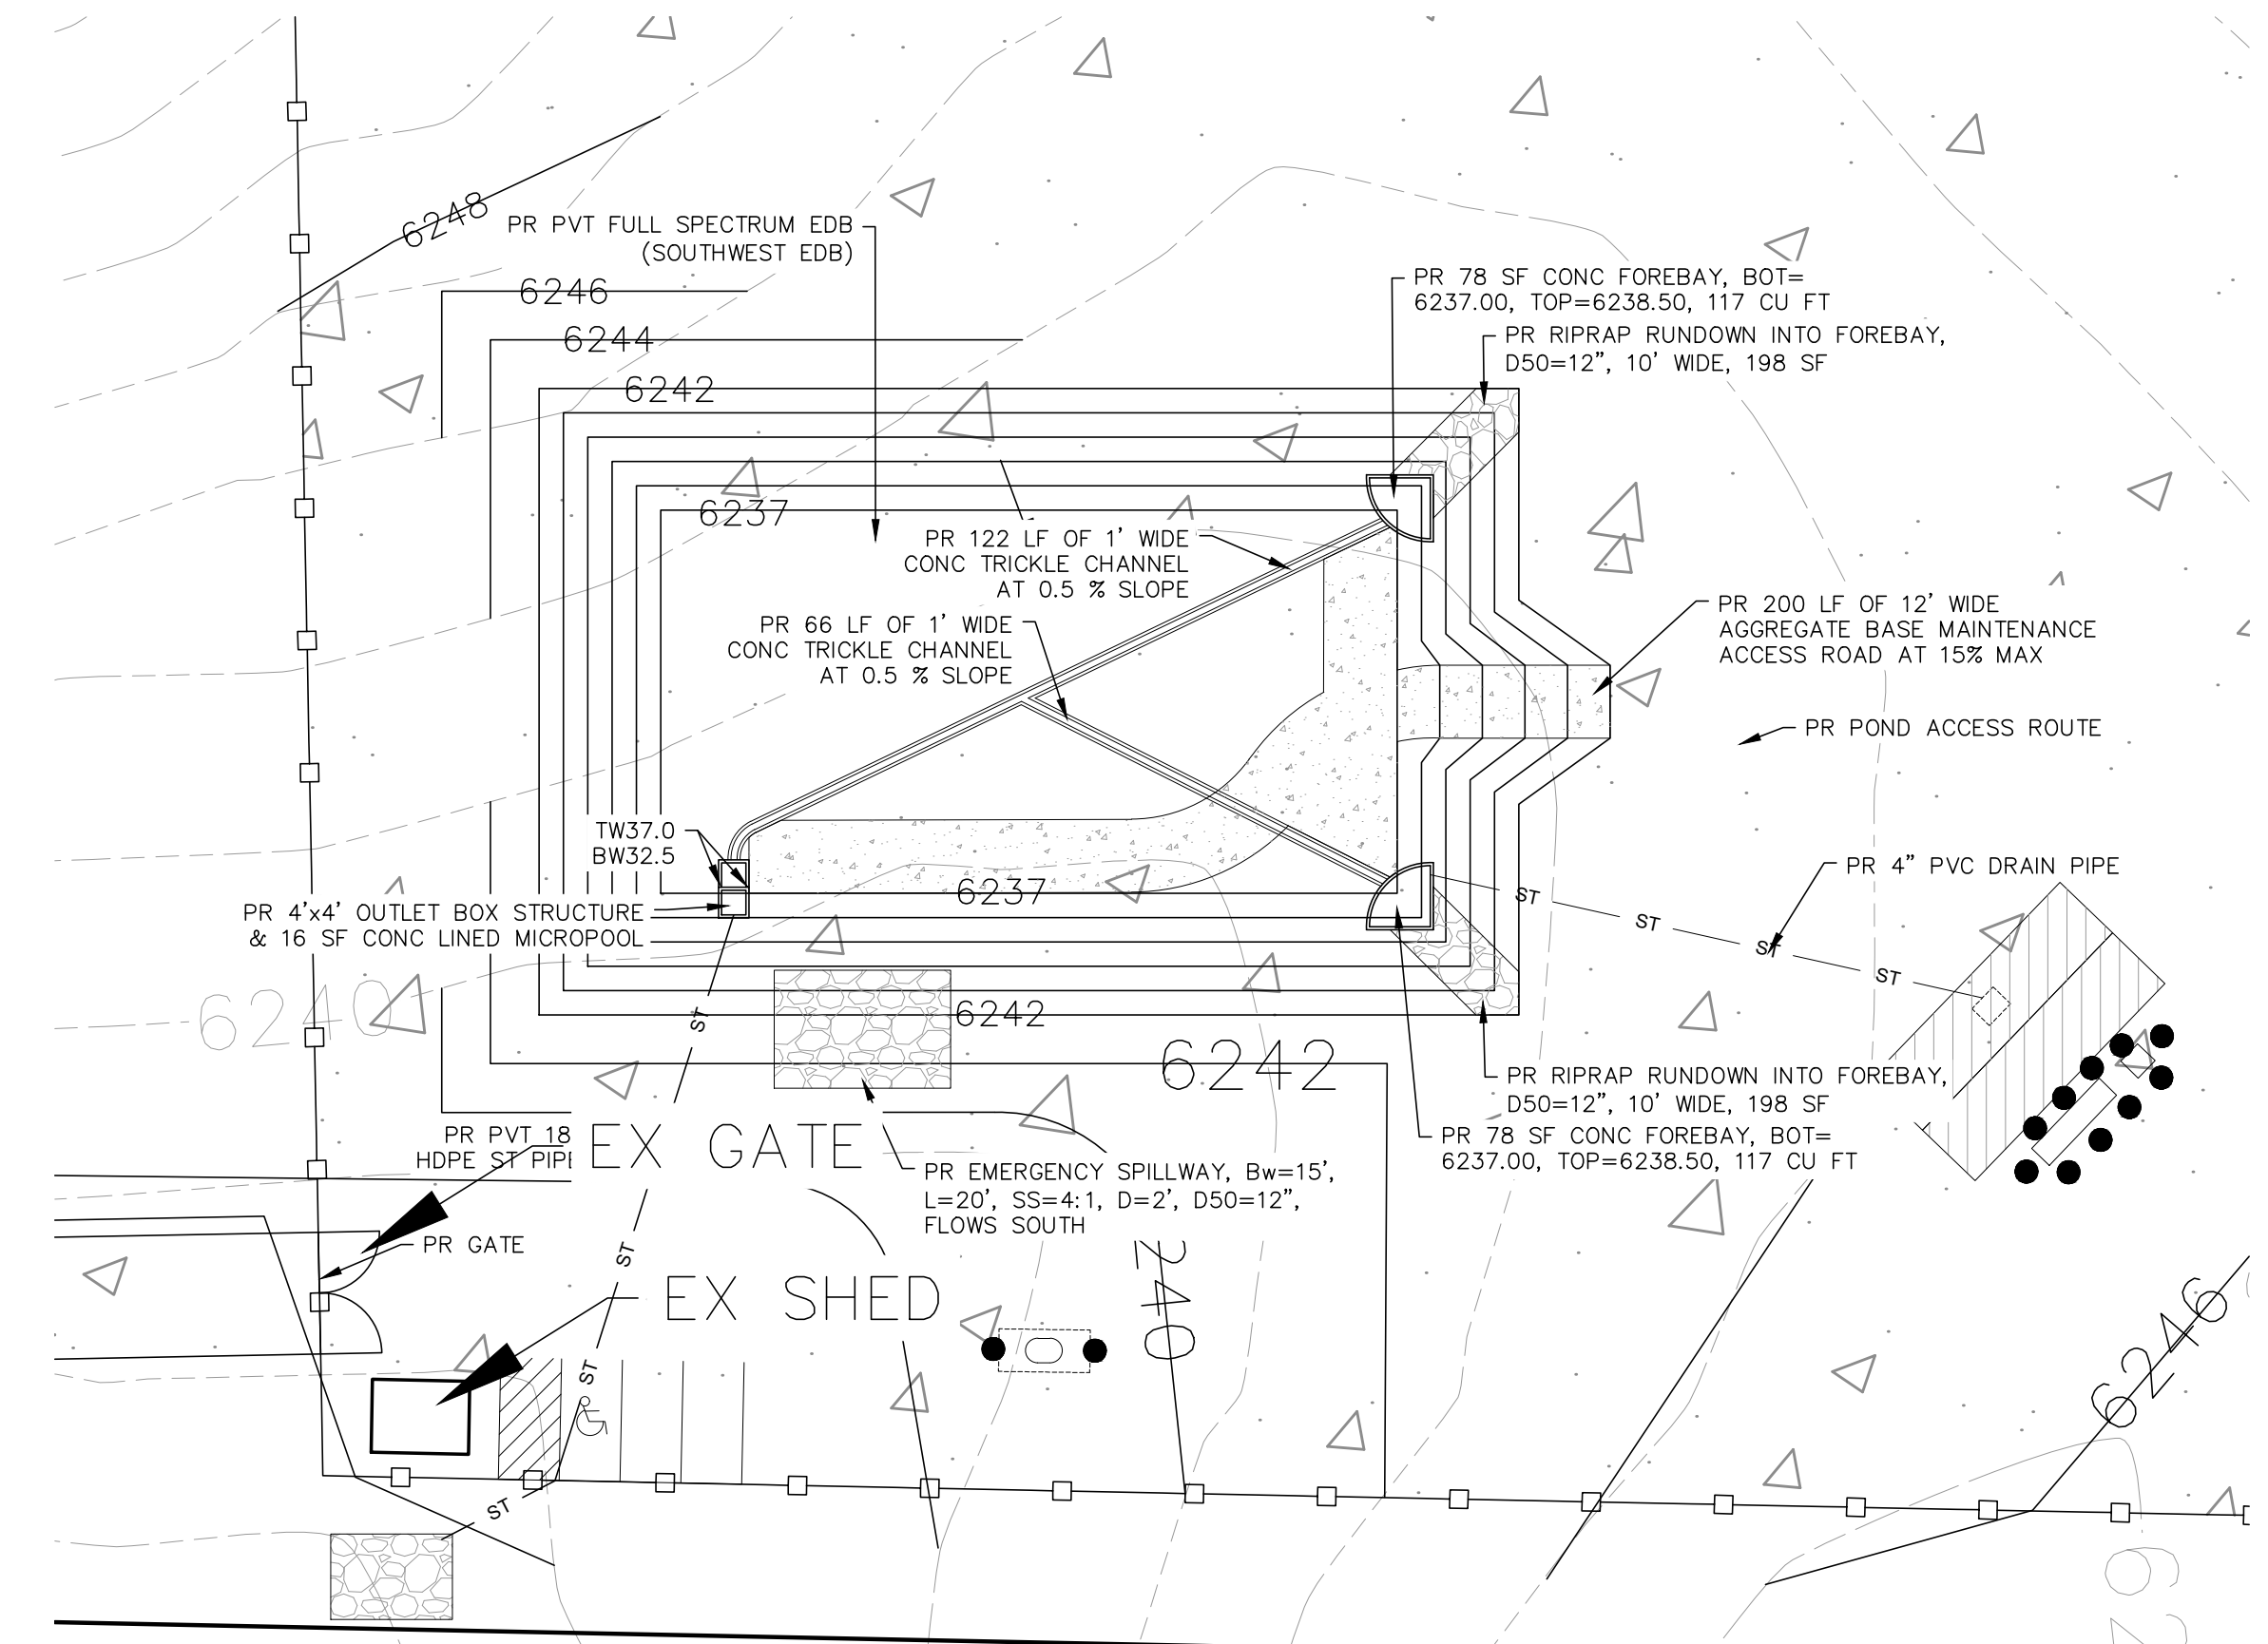 6248
PR PVT FULL SPECTRUM EDB
(SOUTHWEST EDB)
6246
6244
6242
6237
PR 78 SF CONC FOREBAY, BOT=
6237.00, TOP=6238.50, 117 CU FT
PR RIPRAP RUNDOWN INTO FOREBAY,
D50=12", 10' WIDE, 198 SF
PR 122 LF OF 1' WIDE
CONC TRICKLE CHANNEL
AT 0.5 % SLOPE
PR 66 LF OF 1' WIDE
CONC TRICKLE CHANNEL
AT 0.5 % SLOPE
PR 200 LF OF 12' WIDE
AGGREGATE BASE MAINTENANCE
ACCESS ROAD AT 15% MAX
PR POND ACCESS ROUTE
TW37.0
BW32.5
PR 4" PVC DRAIN PIPE
6237
PR 4'x4' OUTLET BOX STRUCTURE
& 16 SF CONC LINED MICROPOOL
ST
ST
ST
ST
6240
ST
6242
6242
PR RIPRAP RUNDOWN INTO FOREBAY,
D50=12", 10' WIDE, 198 SF
PR 78 SF CONC FOREBAY, BOT=
6237.00, TOP=6238.50, 117 CU FT
PR PVT 18
HDPE ST PIPE
EX GATE
PR EMERGENCY SPILLWAY, Bw=15',
L=20', SS=4:1, D=2', D50=12",
FLOWS SOUTH
PR GATE
ST
EX SHED
240
6246
ST
ST